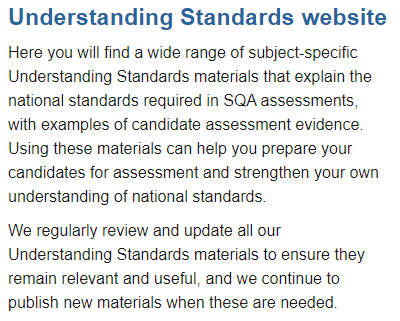 Understanding Standards website
Here you will find a wide range of subject-specific
Understanding Standards materials that explain the
national standards required in SQA assessments,
with examples of candidate assessment evidence.
Using these materials can help you prepare your
candidates for assessment and strengthen your own
understanding of national standards.
We regularly review and update all our
Understanding Standards materials to ensure they
remain relevant and useful, and we continue to
publish new materials when these are needed.